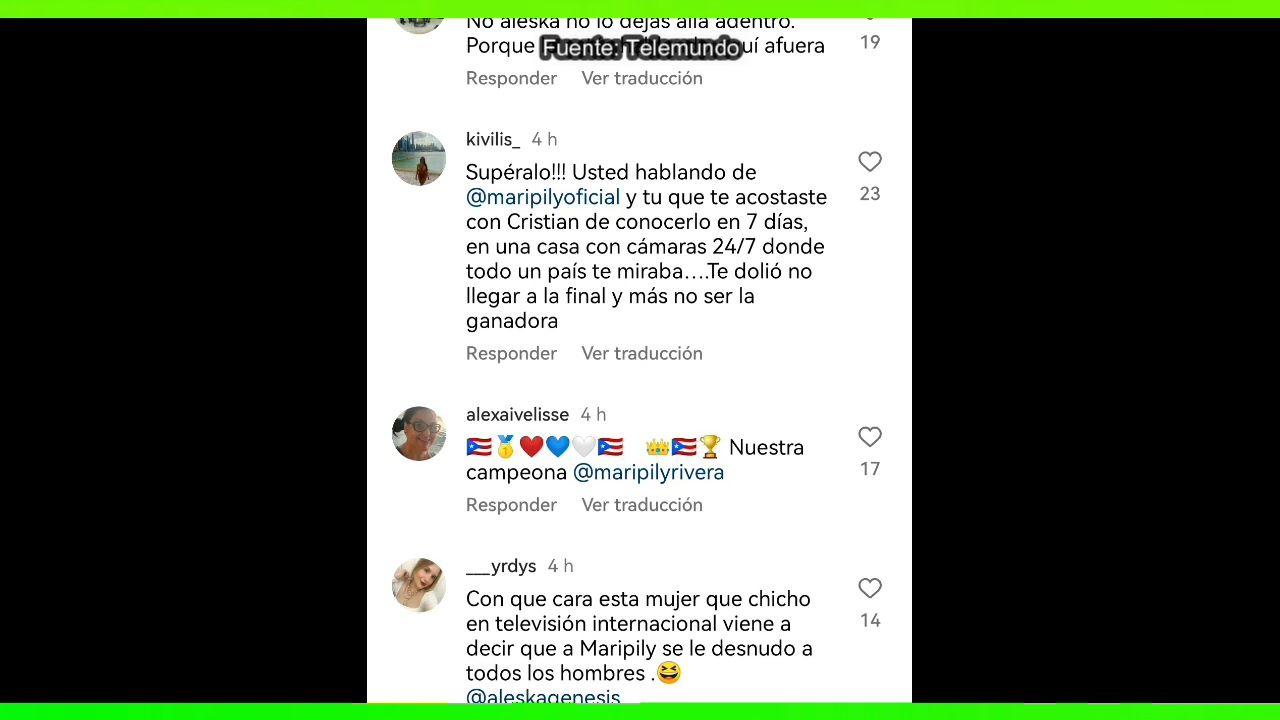 No aleska no lo dejas alla adentro.
Porque uí afuera
Fuente: Telemundo
19
Responder Ver traducción
kivilis_ 4 h
Supéralo!!! Usted hablando de
@maripilyoficial y tu que te acostaste
con Cristian de conocerlo en 7 días,
en una casa con cámaras 24/7 donde
todo un país te miraba....Te dolió no
llegar a la final y más no ser la
ganadora
23
Responder Ver traducción
alexaivelisse 4 h
🇵🇷🥇❤️💙🤍🇵🇷 👑🇵🇷🏆 Nuestra
campeona @maripilyrivera
17
Responder Ver traducción
___yrdys 4 h
Con que cara esta mujer que chicho
en televisión internacional viene a
decir que a Maripily se le desnudo a
todos los hombres .😆
14
@aleskagenesis